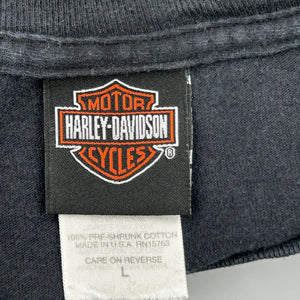 MOTOR
HARLEY-DAVIDSON
CYCLES
®
100% PRE-SHRUNK COTTON
MADE IN U.S.A. RN15763
CARE ON REVERSE
L